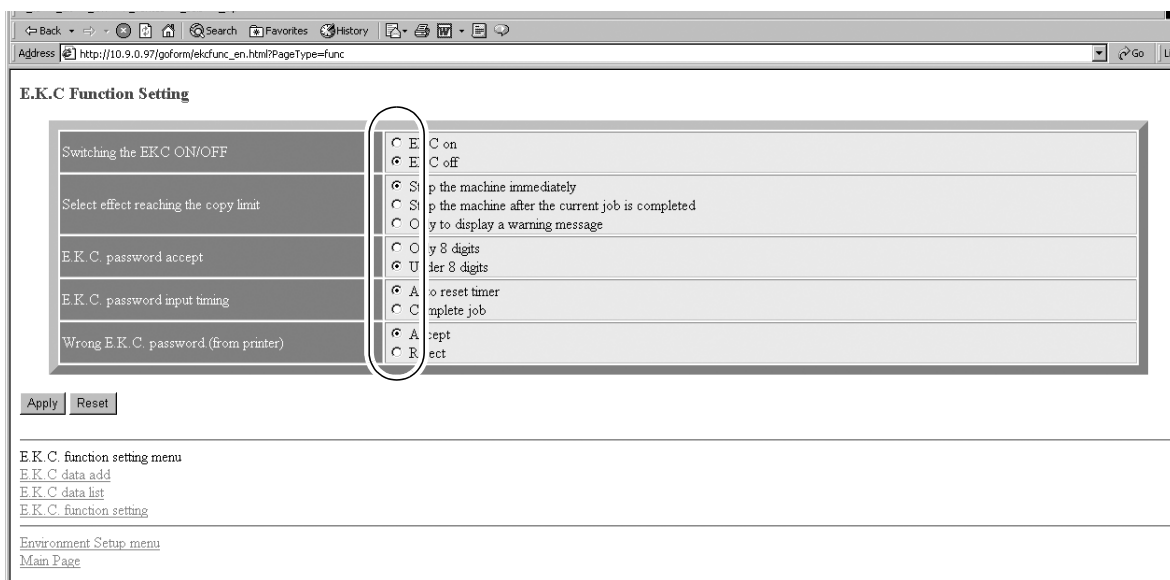 Back Search Favorites History
Address http://10.9.0.97/goform/ekcfunc_en.html?PageType=func Go
E.K.C Function Setting
Switching the EKC ON/OFF
C on
C off
Select effect reaching the copy limit
p the machine immediately
p the machine after the current job is completed
to display a warning message
E.K.C. password accept
8 digits
der 8 digits
E.K.C. password input timing
o reset timer
mplete job
Wrong E.K.C. password.(from printer)
Apply Reset
E.K.C. function setting menu
E.K.C data add
E.K.C data list
E.K.C. function setting
Environment Setup menu
Main Page